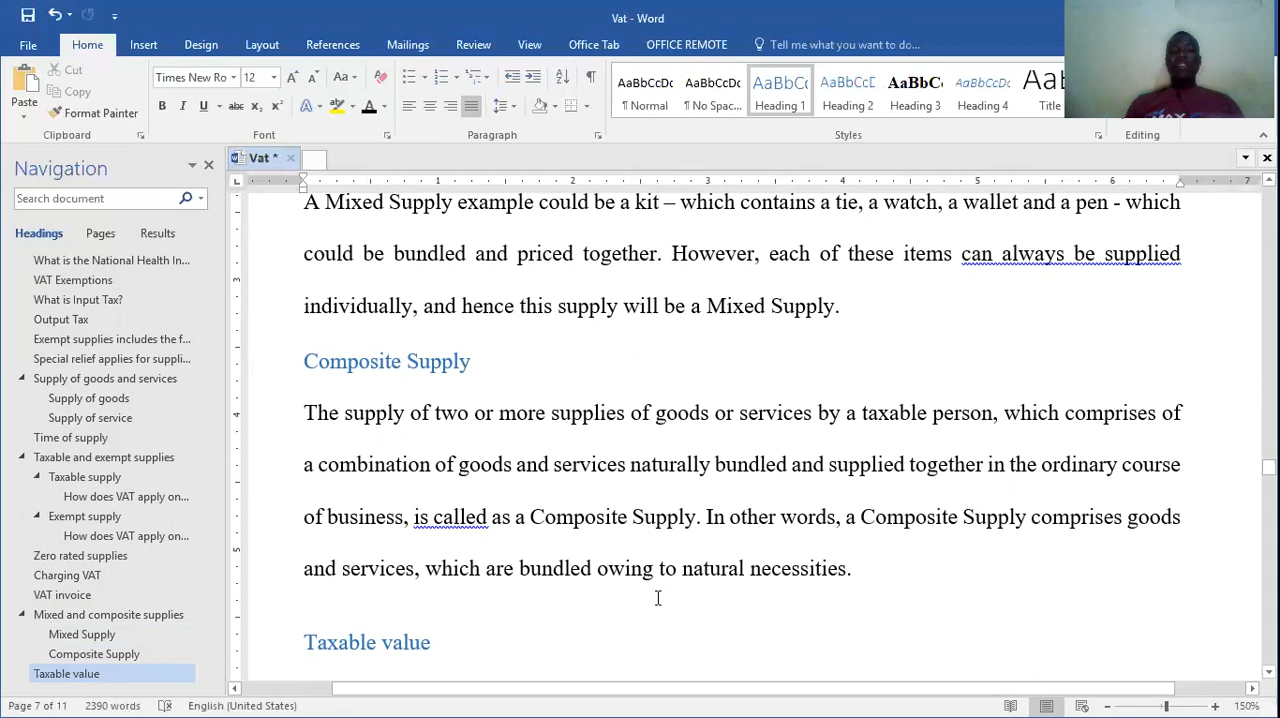 Vat - Word
File Home Insert Design Layout References Mailings Review View Office Tab OFFICE REMOTE Tell me what you want to do...
Paste
Cut
Copy
Format Painter
Clipboard
Times New Ro 12
Font
Paragraph
AaBbCcDc AaBbCcDc AaBbCc AaBbCcD AaBbC AaBbCcD
¶ Normal ¶ No Spac... Heading 1 Heading 2 Heading 3 Heading 4 Title
Styles
Editing
Navigation
Search document
Headings Pages Results
What is the National Health In...
VAT Exemptions
What is Input Tax?
Output Tax
Exempt supplies includes the f...
Special relief applies for suppli...
Supply of goods and services
Supply of goods
Supply of service
Time of supply
Taxable and exempt supplies
Taxable supply
How does VAT apply on...
Exempt supply
How does VAT apply on...
Zero rated supplies
Charging VAT
VAT invoice
Mixed and composite supplies
Mixed Supply
Composite Supply
Taxable value
Vat *
1 2 3 4 5 6 7
3
4
5
A Mixed Supply example could be a kit – which contains a tie, a watch, a wallet and a pen - which
could be bundled and priced together. However, each of these items can always be supplied
individually, and hence this supply will be a Mixed Supply.
Composite Supply
The supply of two or more supplies of goods or services by a taxable person, which comprises of
a combination of goods and services naturally bundled and supplied together in the ordinary course
of business, is called as a Composite Supply. In other words, a Composite Supply comprises goods
and services, which are bundled owing to natural necessities.
Taxable value
Page 7 of 11 2390 words English (United States) 150%